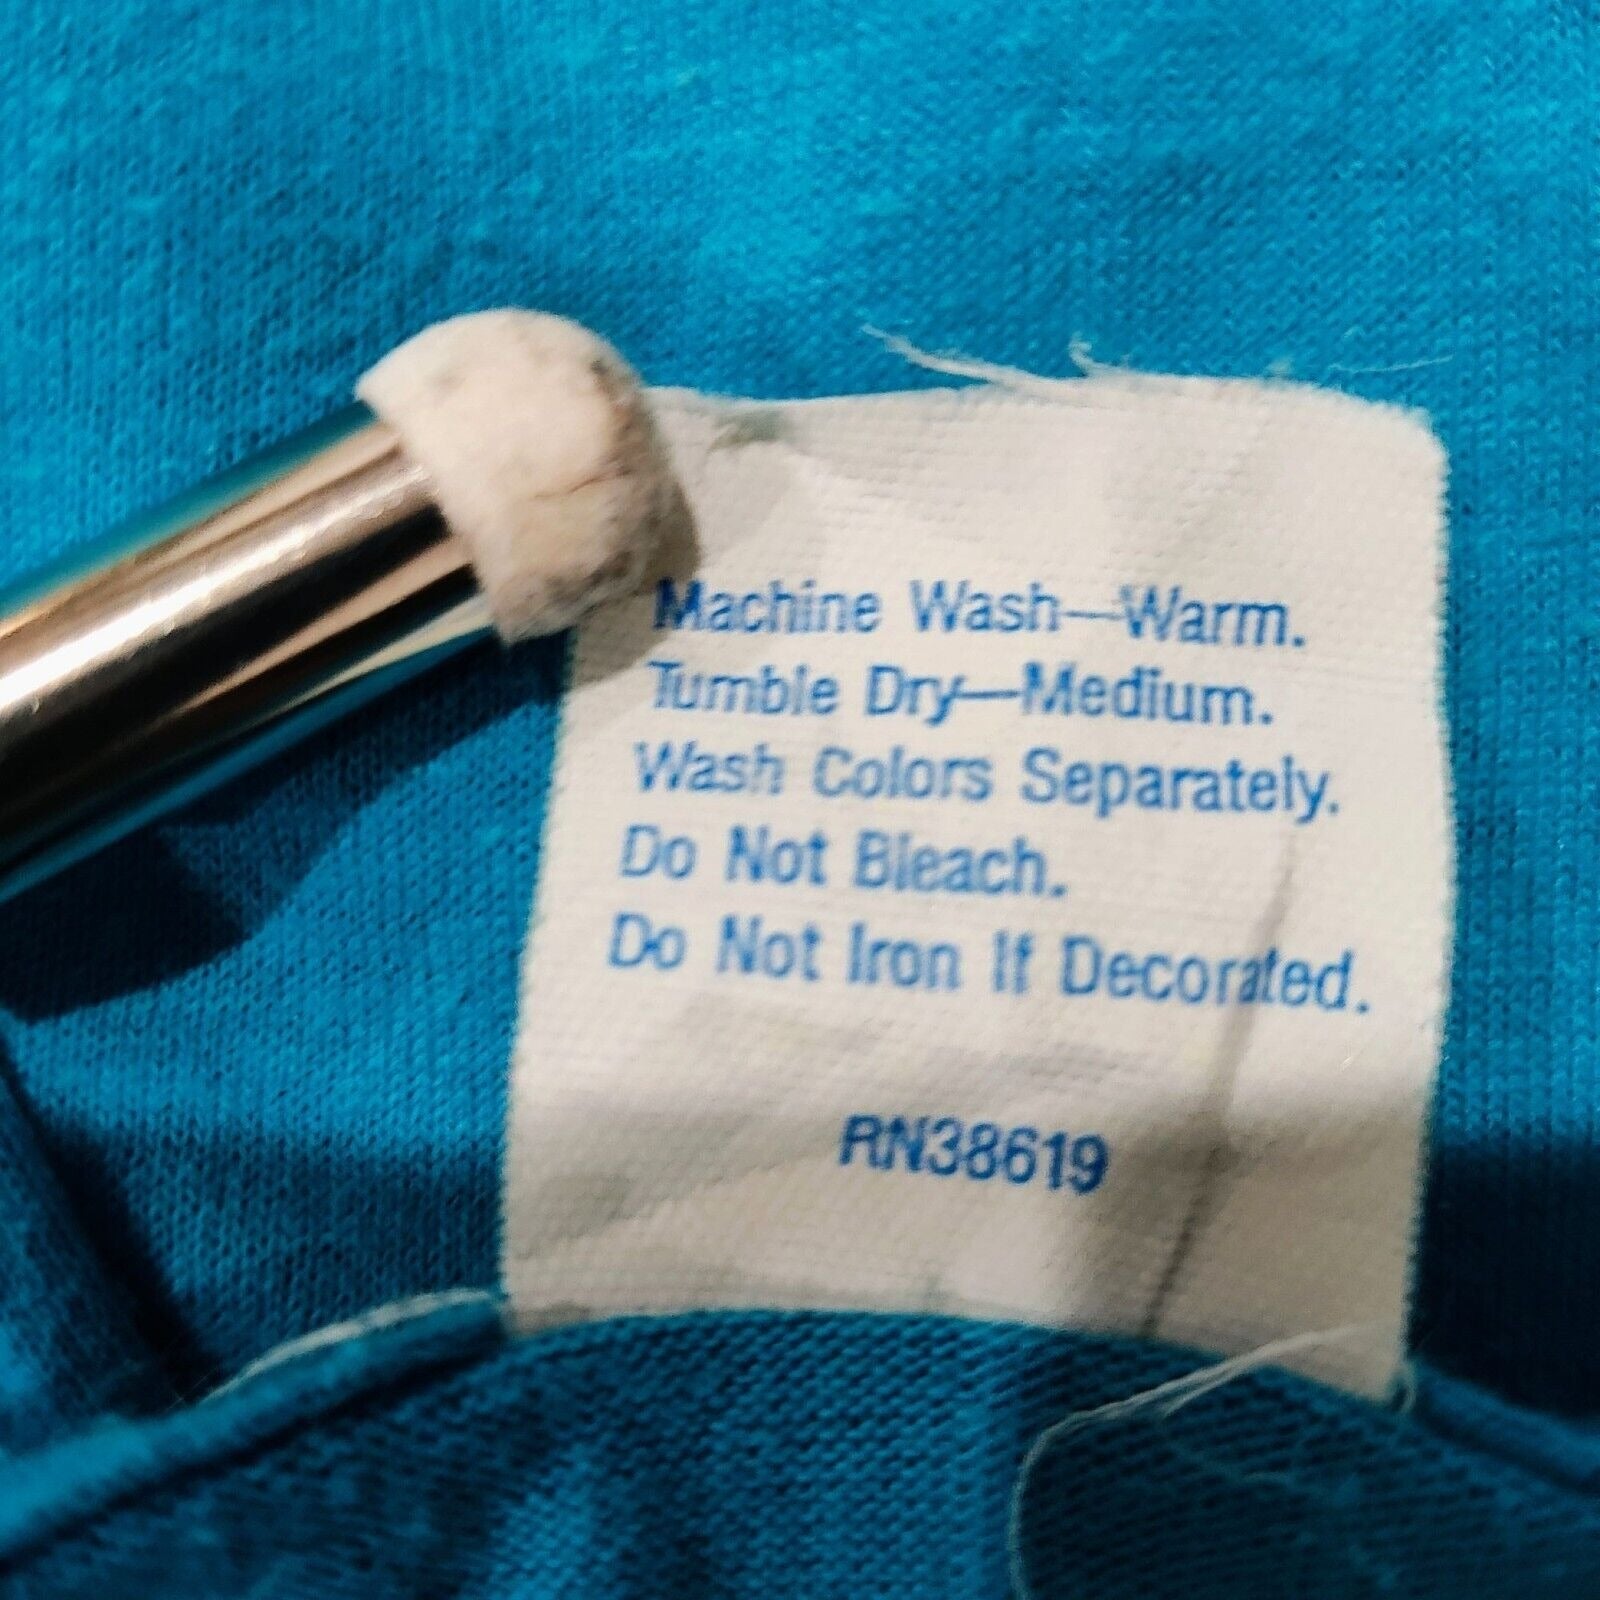 Machine Wash—Warm.
Tumble Dry—Medium.
Wash Colors Separately.
Do Not Bleach.
Do Not Iron If Decorated.
RN38619